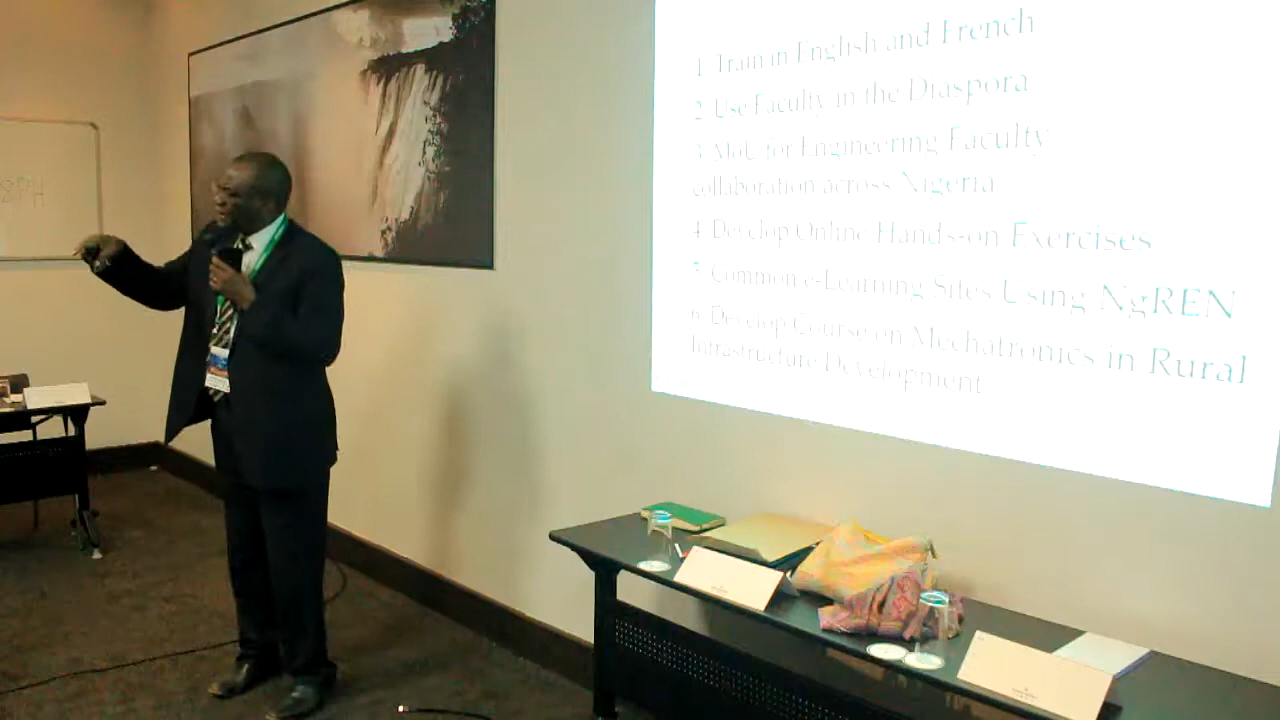 1. Train in English and French
2. Use Faculty in the Diaspora
3. MoU for Engineering Faculty
collaboration across Nigeria
4. Develop Online Hands-on Exercises
5. Common e-Learning Sites Using NgREN
6. Develop Course on Mechatronics in Rural
Infrastructure Development